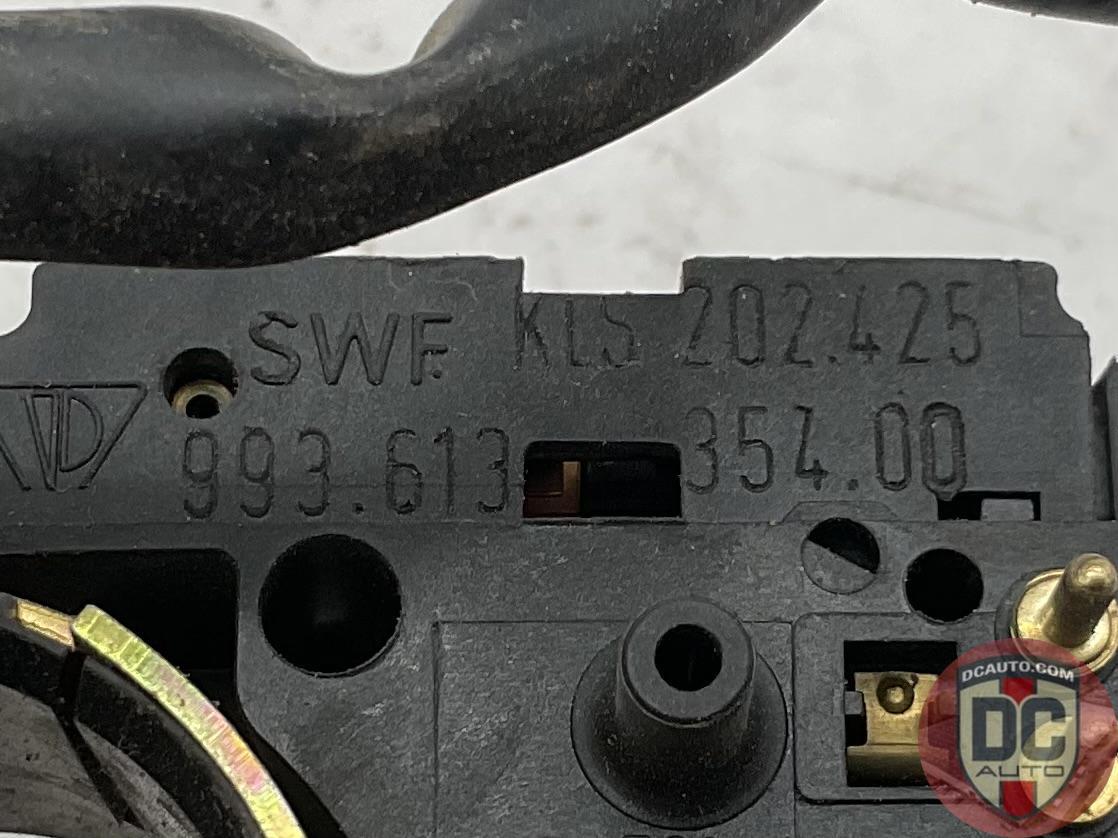 SWF. KLS 202.425
993.613 354.00
DCAUTO.COM
DC
AUTO